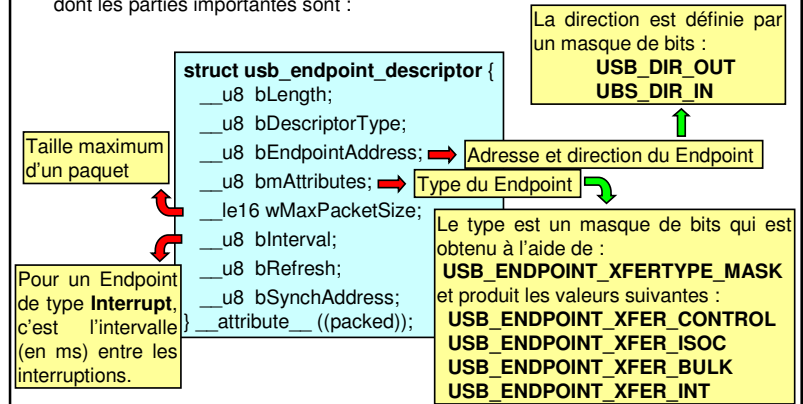 dont les parties importantes sont :
La direction est définie par
un masque de bits :
USB_DIR_OUT
UBS_DIR_IN
struct usb_endpoint_descriptor {
__u8 bLength;
__u8 bDescriptorType;
__u8 bEndpointAddress;
Adresse et direction du Endpoint
__u8 bmAttributes;
Type du Endpoint
__le16 wMaxPacketSize;
__u8 bInterval;
__u8 bRefresh;
__u8 bSynchAddress;
} __attribute__ ((packed));
Taille maximum
d'un paquet
Pour un Endpoint
de type Interrupt,
c'est l'intervalle
(en ms) entre les
interruptions.
Le type est un masque de bits qui est
obtenu à l'aide de :
USB_ENDPOINT_XFERTYPE_MASK
et produit les valeurs suivantes :
USB_ENDPOINT_XFER_CONTROL
USB_ENDPOINT_XFER_ISOC
USB_ENDPOINT_XFER_BULK
USB_ENDPOINT_XFER_INT